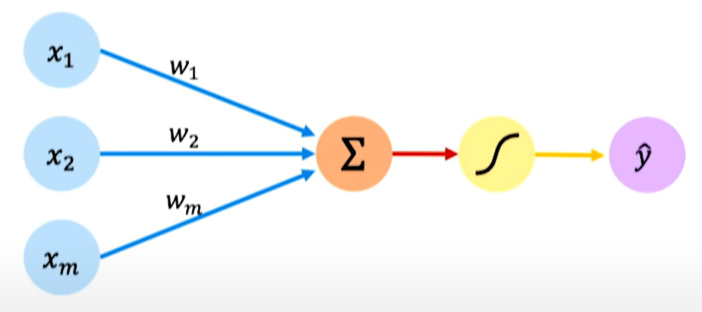 x₁
w₁
x₂
w₂
Σ
ŷ
wₘ
xₘ